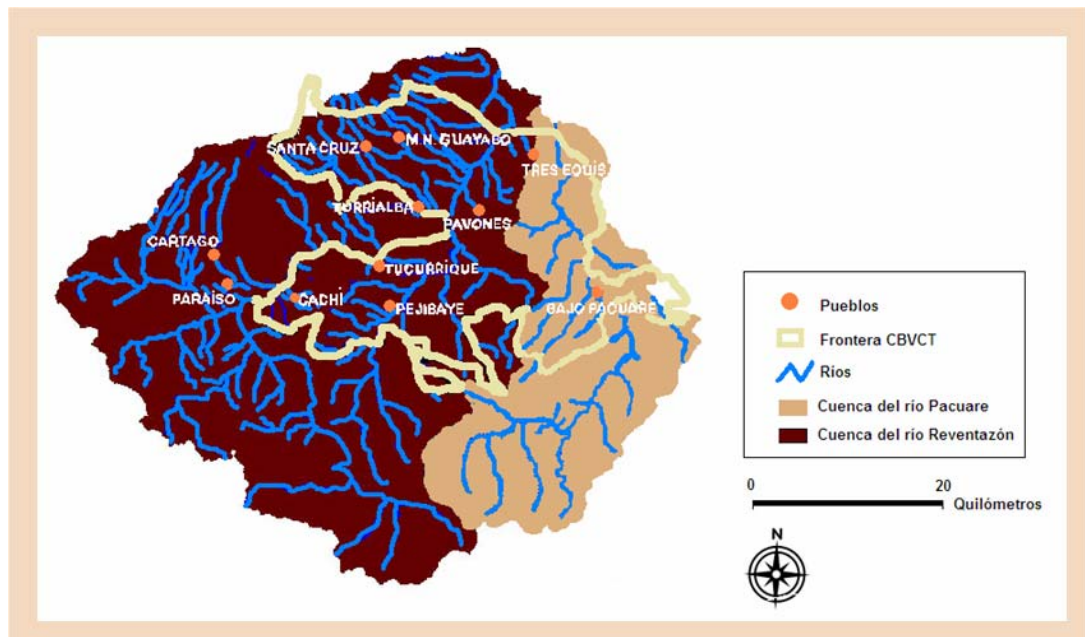 M.N. GUAYABO
SANTA CRUZ
TRES EQUIS
TURRIALBA
PAVONES
CARTAGO
TUCURRIQUE
PARAÍSO
CACHÍ
PEJIBAYE
BAJO PACUARE
Pueblos
Frontera CBVCT
Ríos
Cuenca del río Pacuare
Cuenca del río Reventazón
0 20
Quilómetros
N